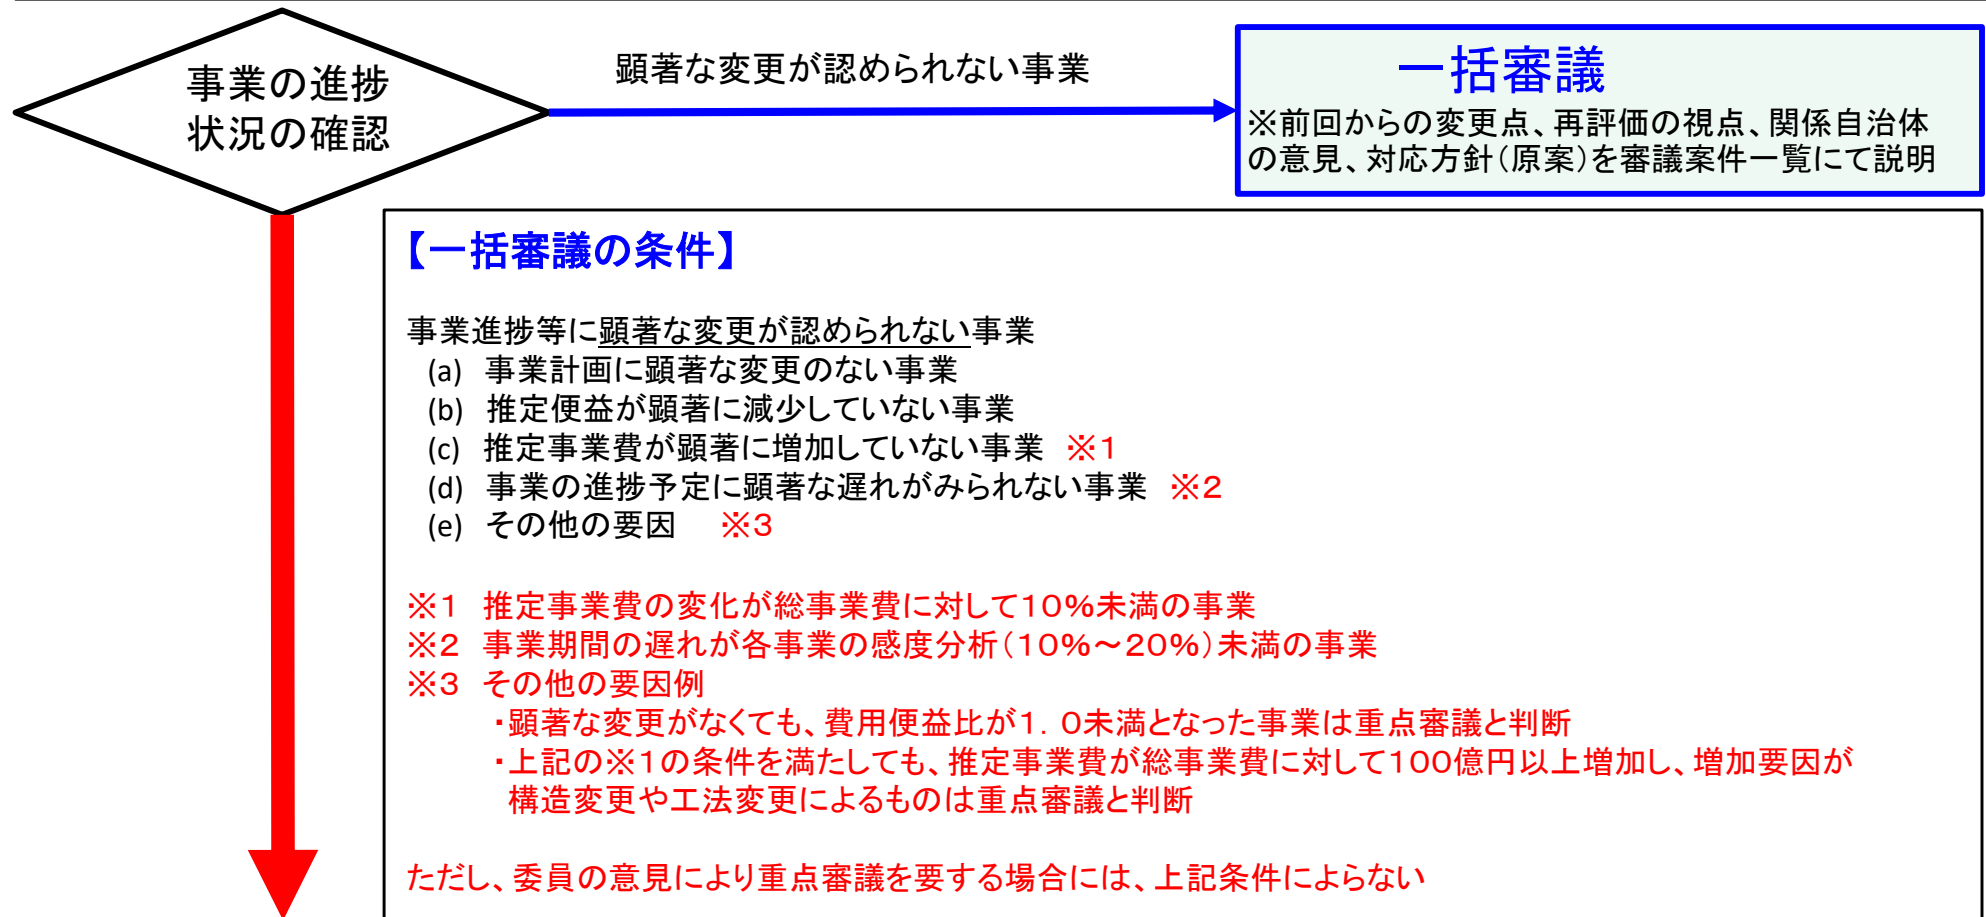 事業の進捗
状況の確認
顕著な変更が認められない事業
一括審議
※前回からの変更点、再評価の視点、関係自治体
の意見、対応方針（原案）を審議案件一覧にて説明
【一括審議の条件】
事業進捗等に顕著な変更が認められない事業
(a) 事業計画に顕著な変更のない事業
(b) 推定便益が顕著に減少していない事業
(c) 推定事業費が顕著に増加していない事業 ※１
(d) 事業の進捗予定に顕著な遅れがみられない事業 ※２
(e) その他の要因 ※３
※１ 推定事業費の変化が総事業費に対して１０％未満の事業
※２ 事業期間の遅れが各事業の感度分析（１０％～２０％）未満の事業
※３ その他の要因例
・顕著な変更がなくても、費用便益比が１．０未満となった事業は重点審議と判断
・上記の※１の条件を満たしても、推定事業費が総事業費に対して１００億円以上増加し、増加要因が
構造変更や工法変更によるものは重点審議と判断
ただし、委員の意見により重点審議を要する場合には、上記条件によらない